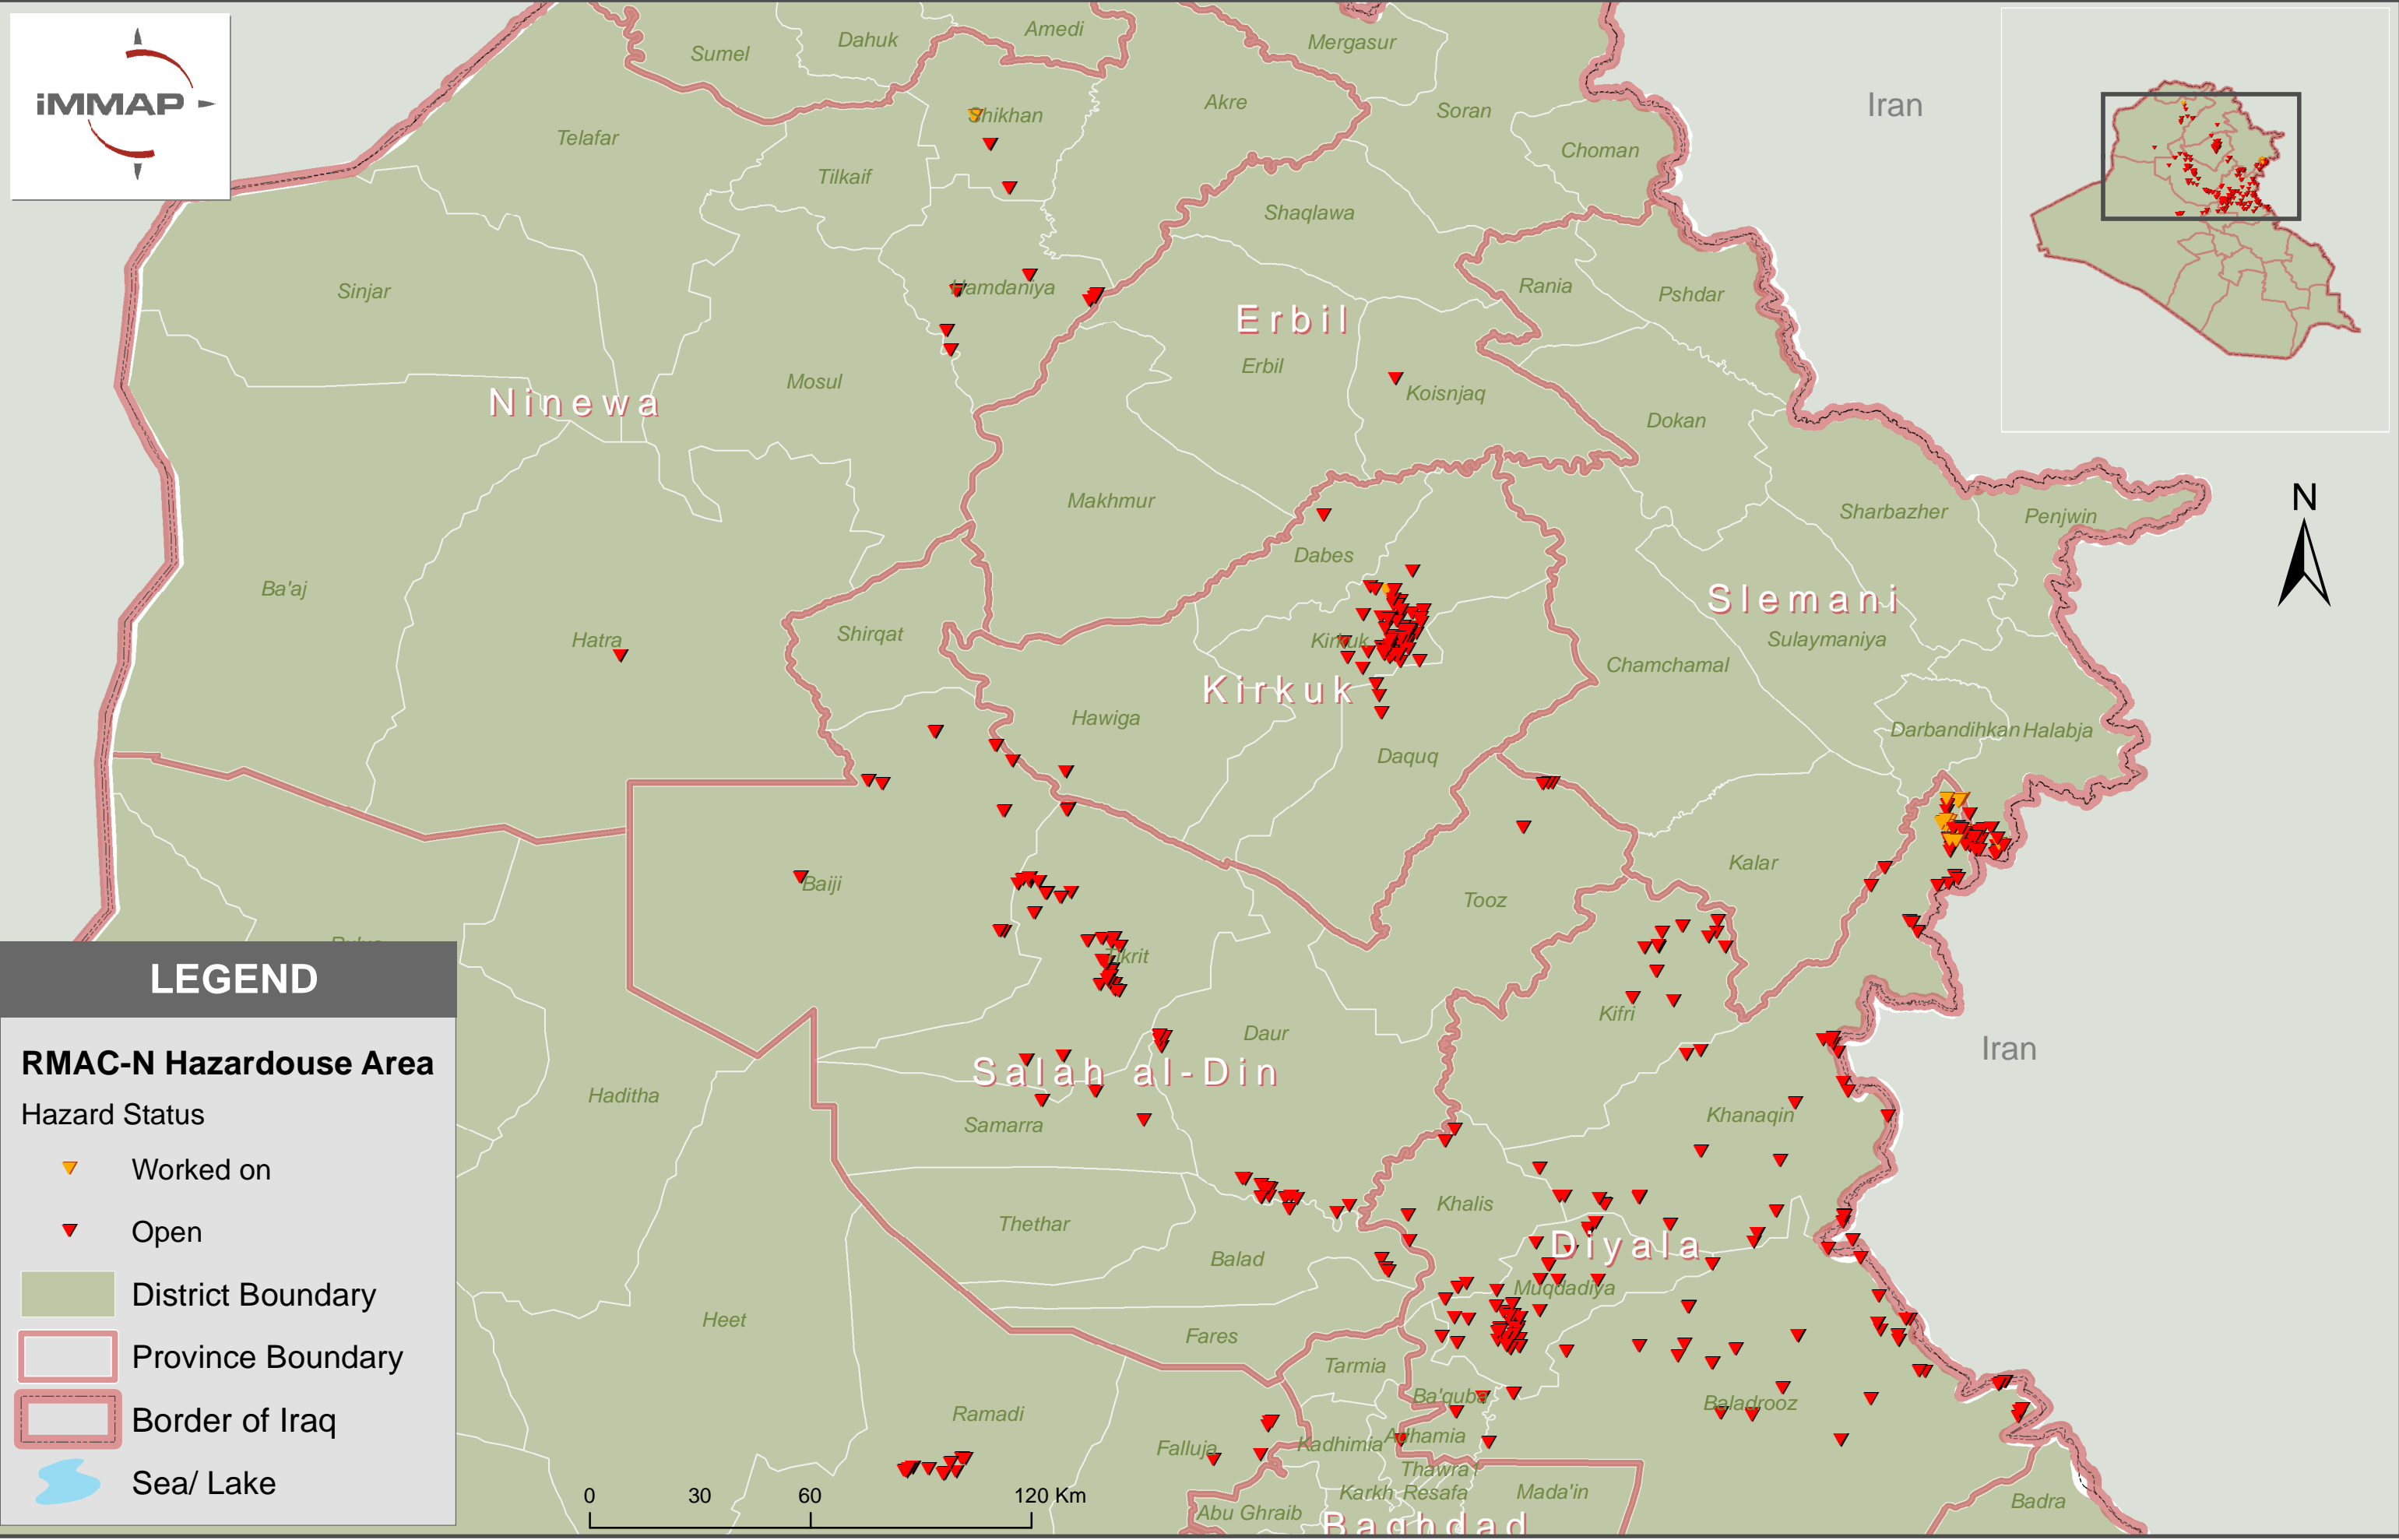 iMMAP
Sumel
Dahuk
Amedi
Mergasur
Iran
Shikhan
Akre
Soran
Telafar
Choman
Tilkaif
Shaqlawa
Sinjar
Hamdaniya
Rania
Pshdar
Erbil
Erbil
Mosul
Koisnjaq
Ninewa
Dokan
Makhmur
Sharbazher
Penjwin
N
Dabes
Ba'aj
Slemani
Hatra
Shirqat
Kirkuk
Sulaymaniya
Chamchamal
Kirkuk
Hawiga
Darbandihkan
Halabja
Daquq
Baiji
Kalar
Tooz
Tikrit
Kifri
Daur
Iran
Salah al-Din
Haditha
Samarra
Khanaqin
Thethar
Khalis
Balad
Diyala
Muqdadiya
Heet
Fares
Tarmia
Ba'quba
Baladrooz
Ramadi
Falluja
Kadhimia
Adhamia
Thawra1
Karkh
Resafa
Mada'in
Badra
Abu Ghraib
Baghdad
LEGEND
RMAC-N Hazardouse Area
Hazard Status
Worked on
Open
District Boundary
Province Boundary
Border of Iraq
Sea/ Lake
0 30 60 120 Km